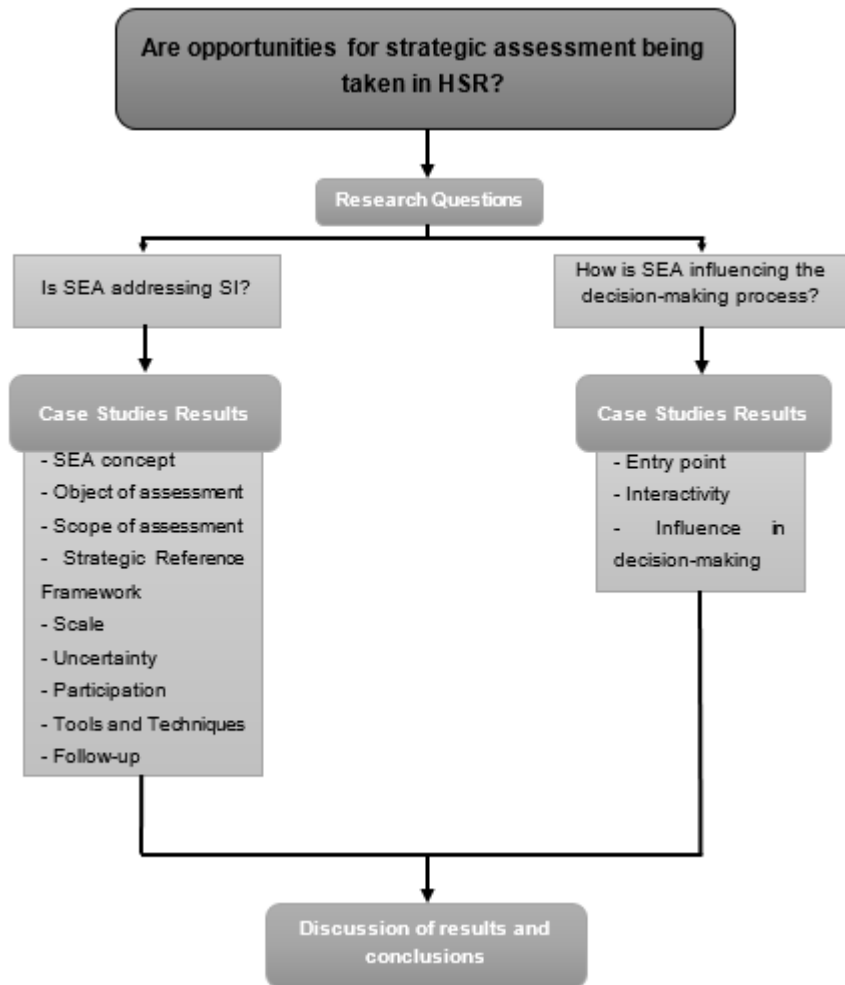 Are opportunities for strategic assessment being
taken in HSR?
Research Questions
Is SEA addressing SI?
How is SEA influencing the
decision-making process?
Case Studies Results
- SEA concept
- Object of assessment
- Scope of assessment
- Strategic Reference
Framework
- Scale
- Uncertainty
- Participation
- Tools and Techniques
- Follow-up
Case Studies Results
- Entry point
- Interactivity
- Influence in
decision-making
Discussion of results and
conclusions